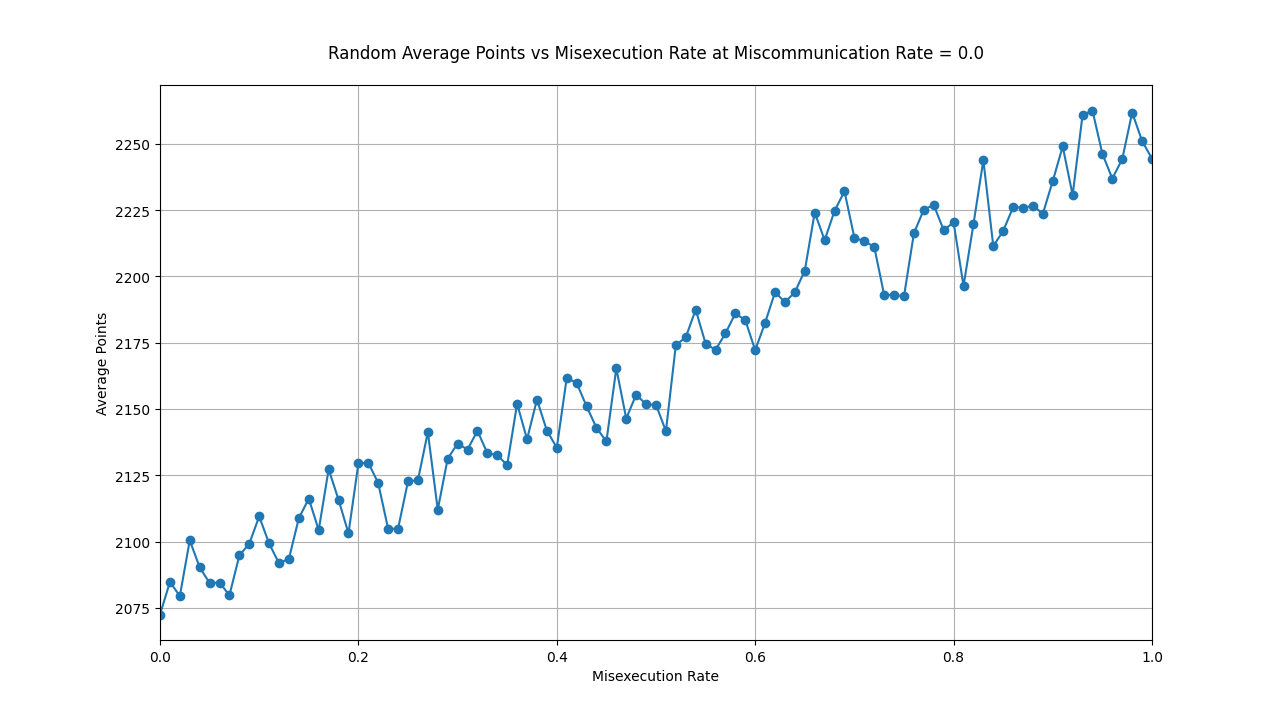 Random Average Points vs Misexecution Rate at Miscommunication Rate = 0.0
2250
2225
2200
2175
2150
2125
2100
2075
Average Points
0.0 0.2 0.4 0.6 0.8 1.0
Misexecution Rate